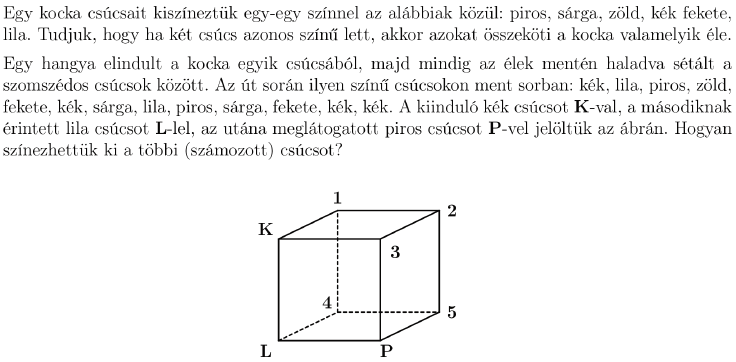 Egy kocka csúcsait kiszíneztük egy-egy színnel az alábbiak közül: piros, sárga, zöld, kék fekete,
lila. Tudjuk, hogy ha két csúcs azonos színű lett, akkor azokat összeköti a kocka valamelyik éle.
Egy hangya elindult a kocka egyik csúcsából, majd mindig az élek mentén haladva sétált a
szomszédos csúcsok között. Az út során ilyen színű csúcsokon ment sorban: kék, lila, piros, zöld,
fekete, kék, sárga, lila, piros, sárga, fekete, kék, kék. A kiinduló kék csúcsot K-val, a másodiknak
érintett lila csúcsot L-lel, az utána meglátogatott piros csúcsot P-vel jelöltük az ábrán. Hogyan
színezhettük ki a többi (számozott) csúcsot?
1
2
K
3
4
5
L
P